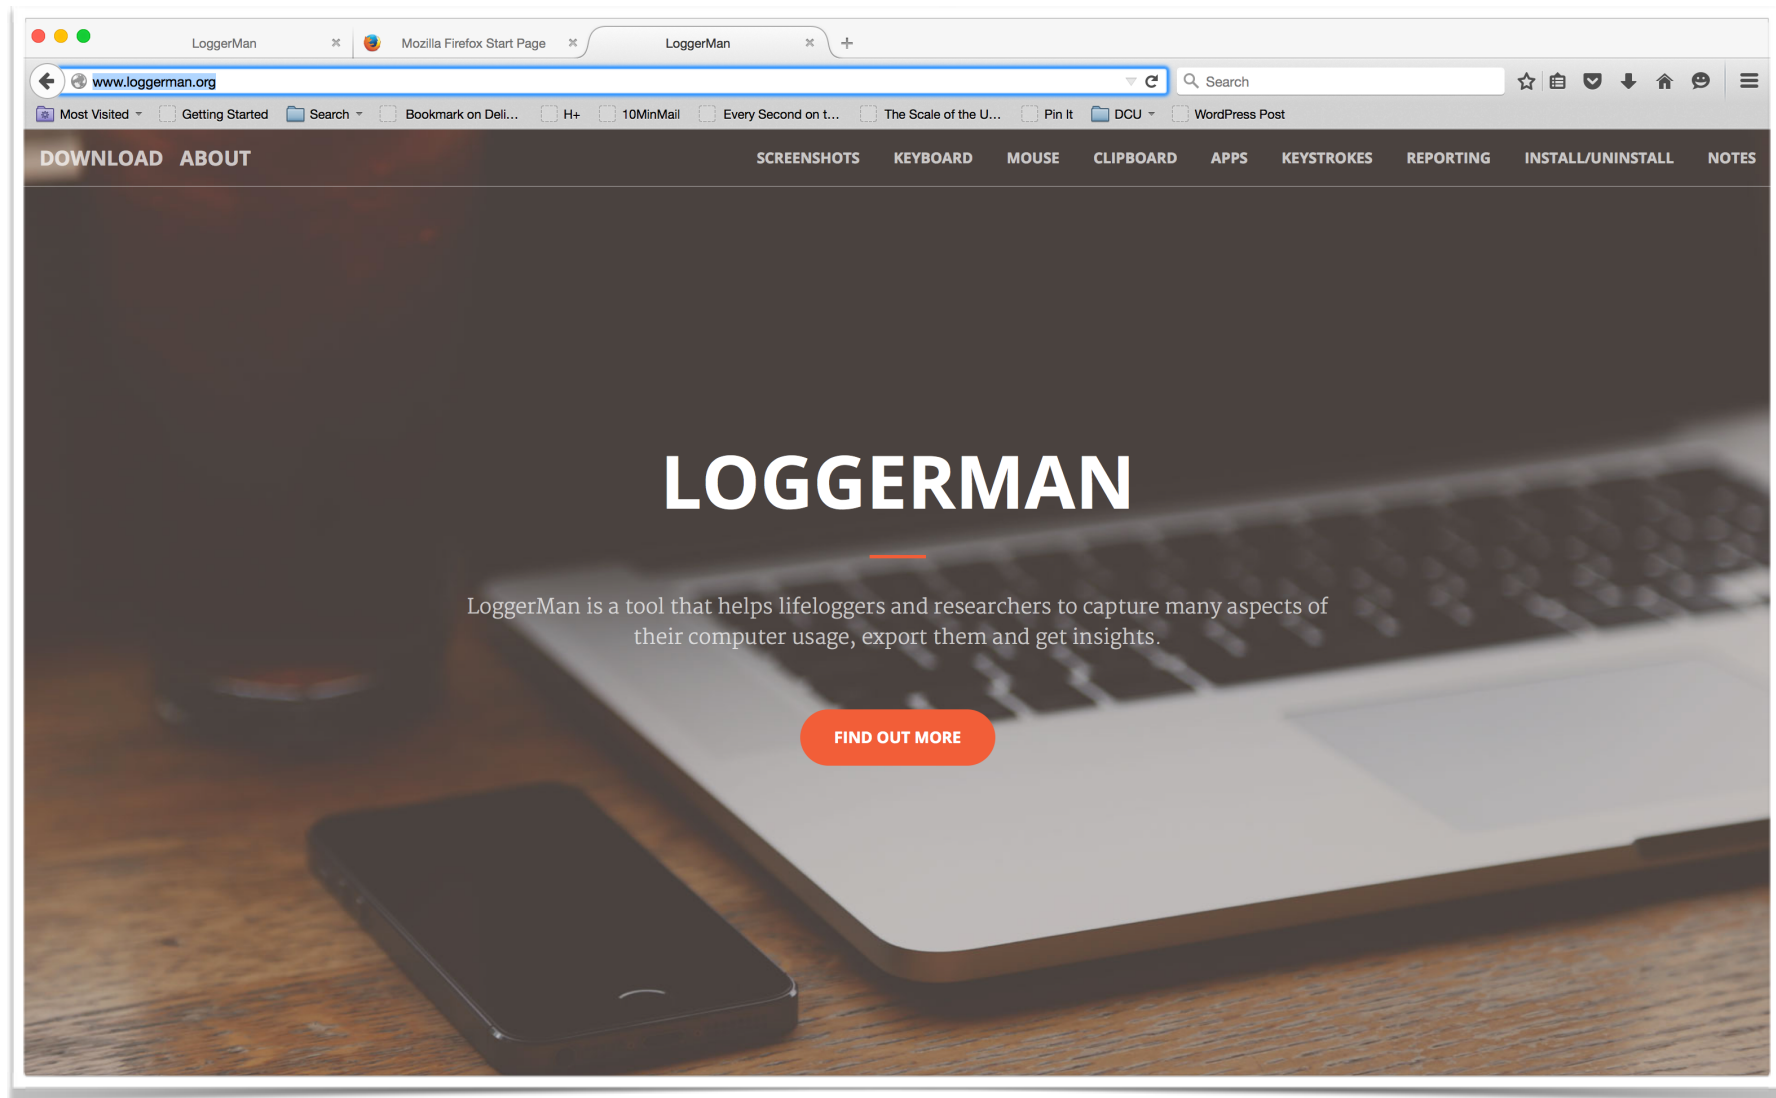 LoggerMan
Mozilla Firefox Start Page
LoggerMan
www.loggerman.org
Search
Most Visited Getting Started Search Bookmark on Deli... H+ 10MinMail Every Second on t... The Scale of the U... Pin It DCU WordPress Post
DOWNLOAD ABOUT SCREENSHOTS KEYBOARD MOUSE CLIPBOARD APPS KEYSTROKES REPORTING INSTALL/UNINSTALL NOTES
LOGGERMAN
LoggerMan is a tool that helps lifeloggers and researchers to capture many aspects of
their computer usage, export them and get insights.
FIND OUT MORE